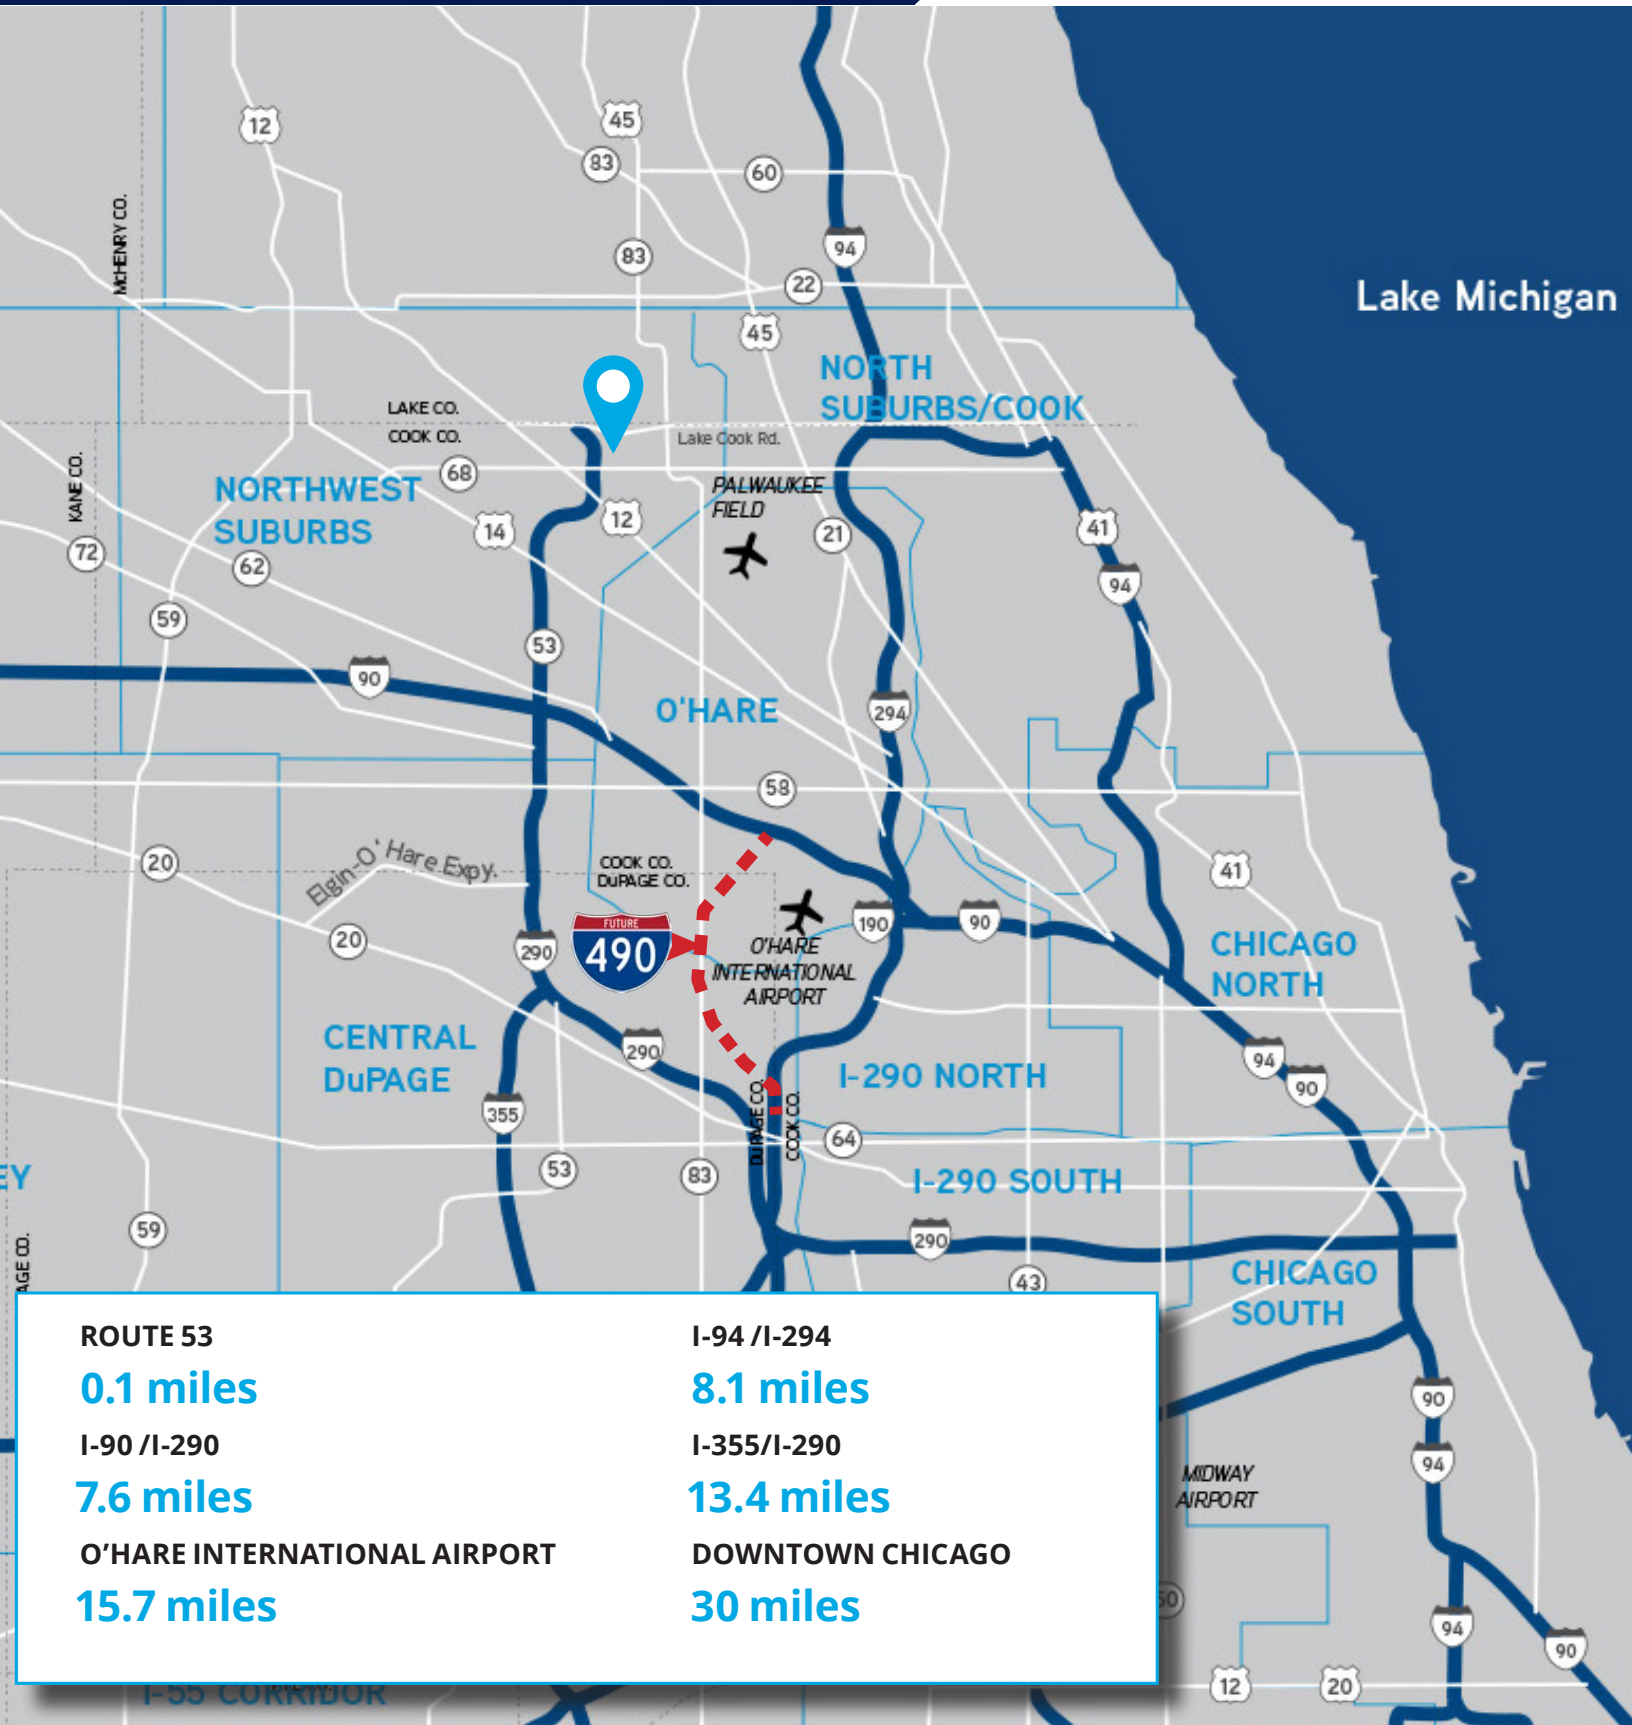 12
45
83
60
McHENRY CO.
83
94
22
Lake Michigan
45
NORTH
SUBURBS/COOK
LAKE CO.
COOK CO.
Lake Cook Rd.
KANE CO.
68
NORTHWEST
SUBURBS
PALWAUKEE
FIELD
14
12
21
41
72
62
94
59
53
90
O'HARE
294
58
20
Elgin-O' Hare Expy.
COOK CO.
DuPAGE CO.
41
20
290
FUTURE
490
190
90
O'HARE
INTERNATIONAL
AIRPORT
CHICAGO
NORTH
CENTRAL
DuPAGE
290
94
90
I-290 NORTH
355
DuPAGE CO.
COOK CO.
64
EY
53
83
I-290 SOUTH
59
290
AGE CO.
43
CHICAGO
SOUTH
ROUTE 53
0.1 miles
I-94 /I-294
8.1 miles
I-90 /I-290
7.6 miles
I-355/I-290
13.4 miles
O’HARE INTERNATIONAL AIRPORT
15.7 miles
DOWNTOWN CHICAGO
30 miles
90
94
MIDWAY
AIRPORT
50
94
90
12
20
I-55 CORRIDOR